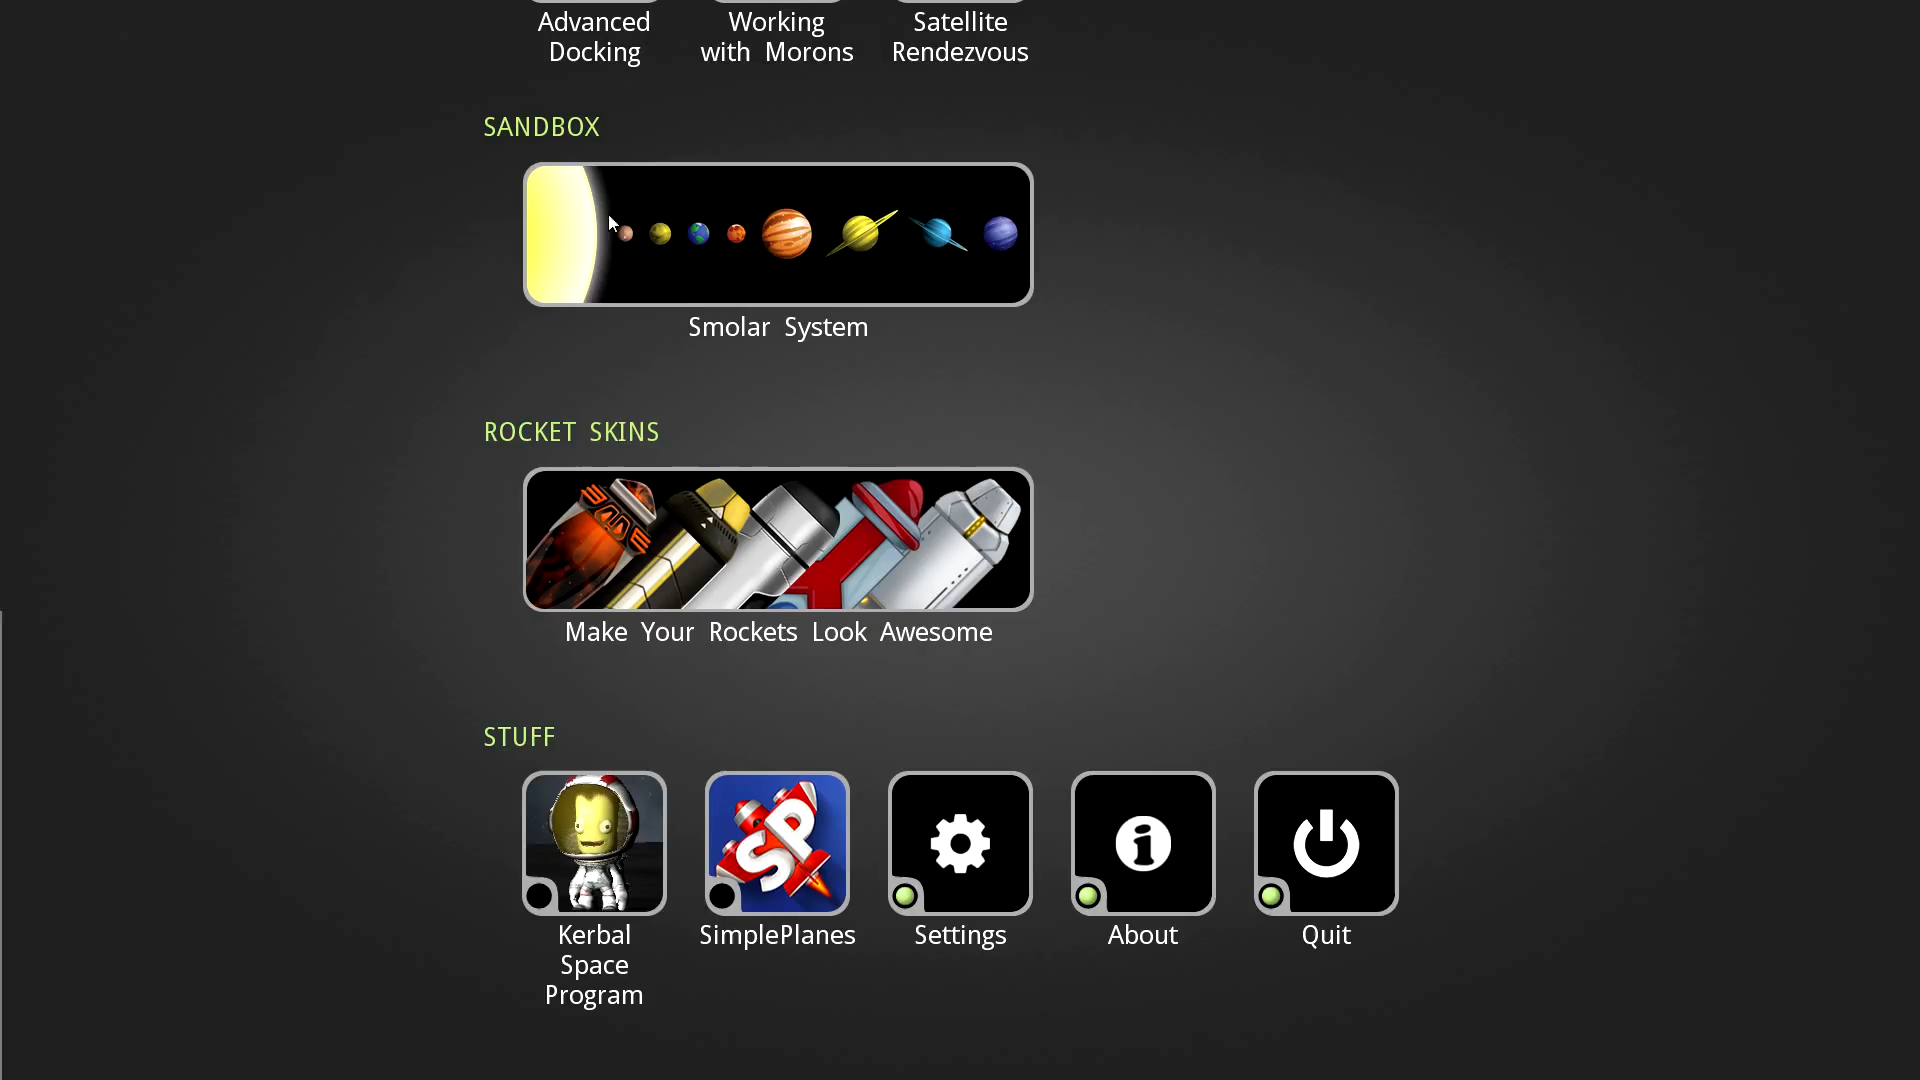 Advanced Docking
Working with Morons
Satellite Rendezvous
SANDBOX
Smolar System
ROCKET SKINS
Make Your Rockets Look Awesome
STUFF
SP
Kerbal Space Program
SimplePlanes
Settings
About
Quit